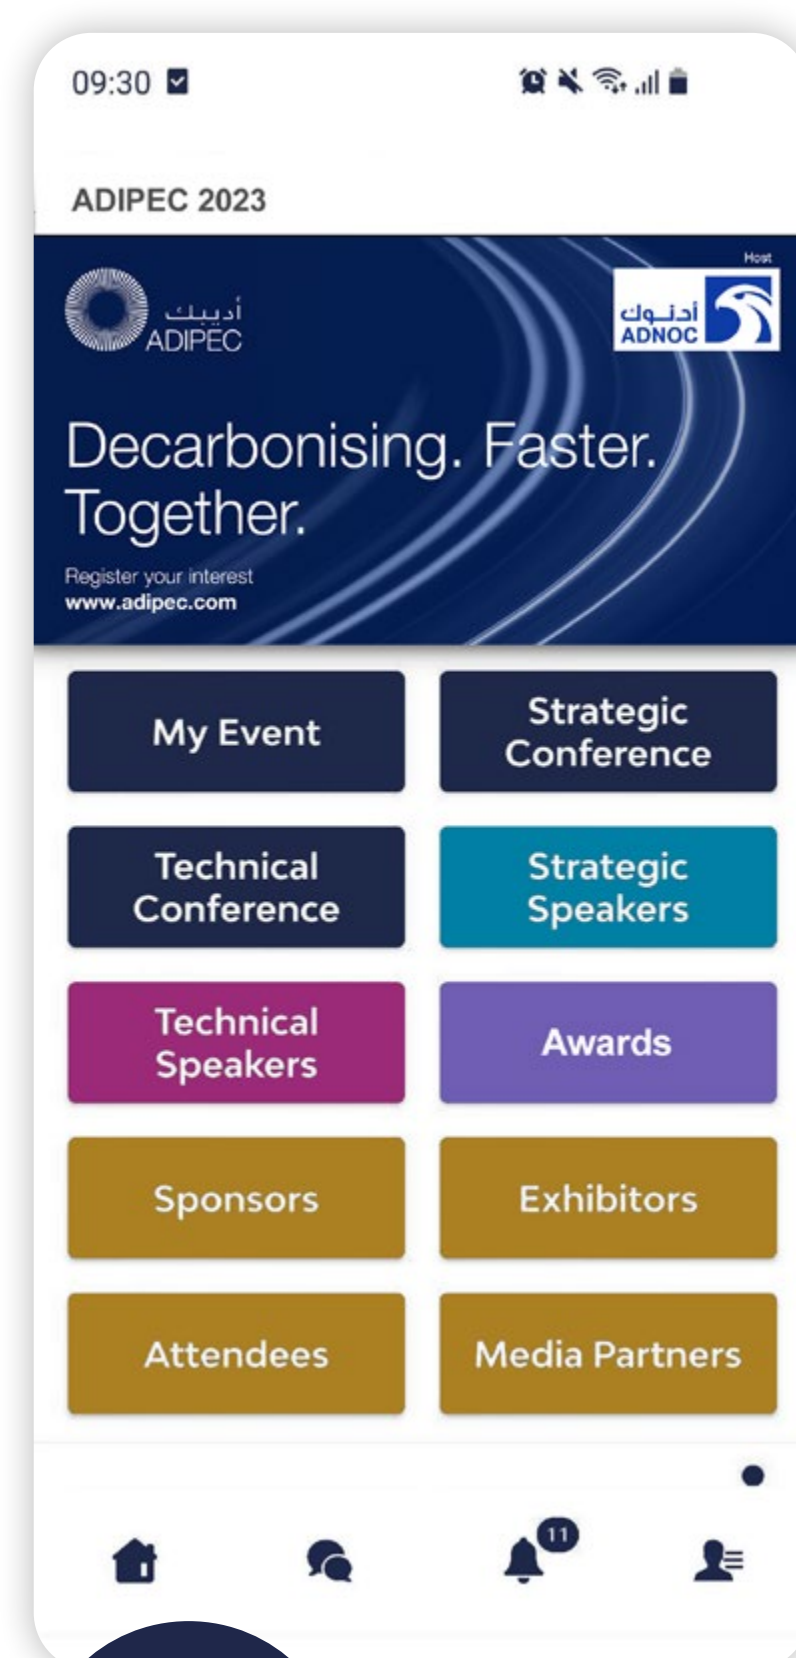 09:30
ADIPEC 2023
Host
أديبك
ADIPEC
أدنوك
ADNOC
Decarbonising. Faster.
Together.
Register your interest
www.adipec.com
My Event
Strategic
Conference
Technical
Conference
Strategic
Speakers
Technical
Speakers
Awards
Sponsors
Exhibitors
Attendees
Media Partners
11